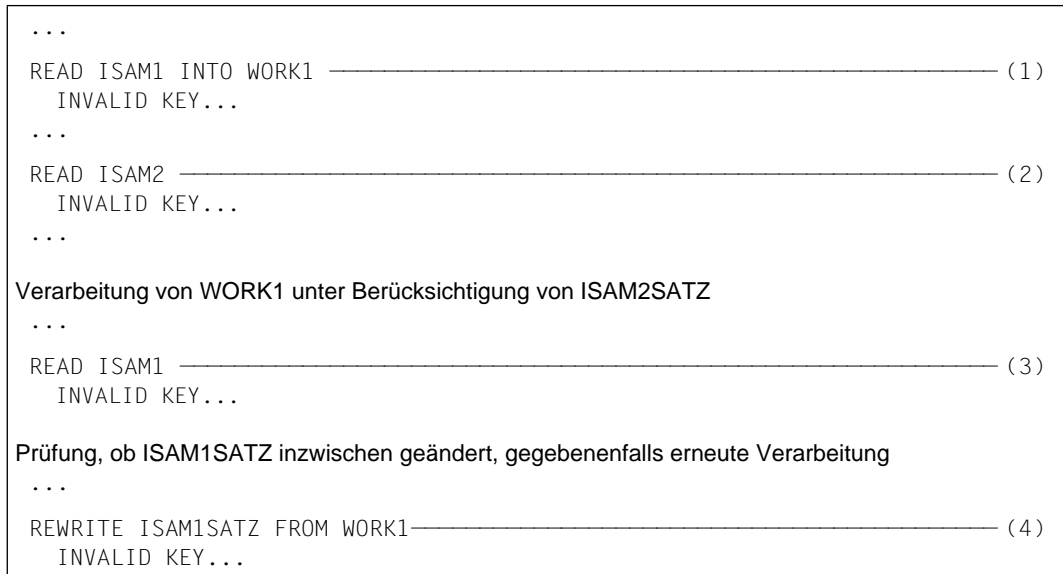 ...
READ ISAM1 INTO WORK1 (1)
INVALID KEY...
...
READ ISAM2 (2)
INVALID KEY...
...
Verarbeitung von WORK1 unter Berücksichtigung von ISAM2SATZ
...
READ ISAM1 (3)
INVALID KEY...
Prüfung, ob ISAM1SATZ inzwischen geändert, gegebenenfalls erneute Verarbeitung
...
REWRITE ISAM1SATZ FROM WORK1 (4)
INVALID KEY...